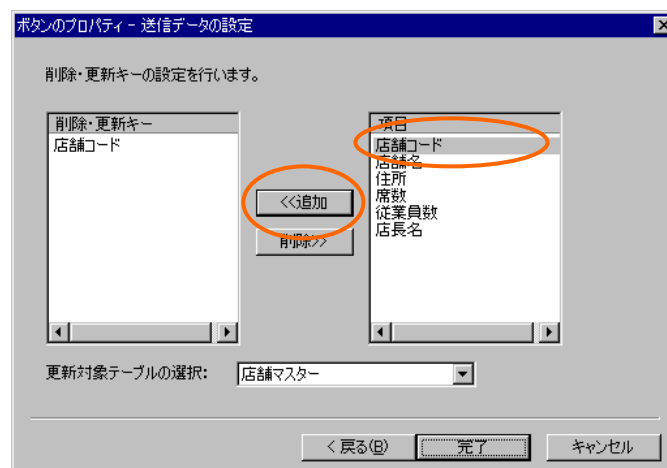 ボタンのプロパティ - 送信データの設定
削除・更新キーの設定を行います。
削除・更新キー
店舗コード
<<追加
削除>>
項目
店舗コード
店舗名
住所
席数
従業員数
店長名
更新対象テーブルの選択:
店舗マスター
< 戻る(B)
完了
キャンセル